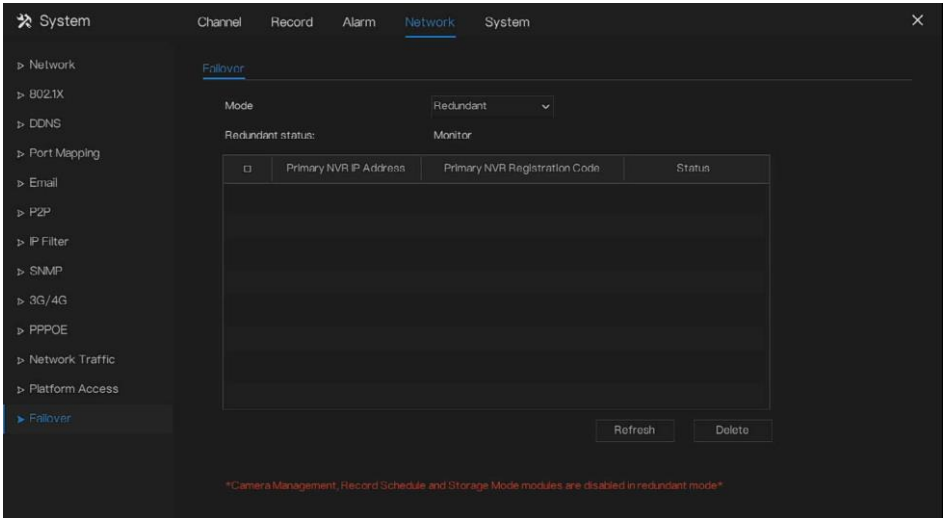 System
Channel Record Alarm Network System
Network
802.1X
DDNS
Port Mapping
Email
P2P
IP Filter
SNMP
3G/4G
PPPOE
Network Traffic
Platform Access
Failover
Failover
Mode Redundant
Redundant status: Monitor
Primary NVR IP Address Primary NVR Registration Code Status
Refresh Delete
*Camera Management, Record Schedule and Storage Mode modules are disabled in redundant mode*